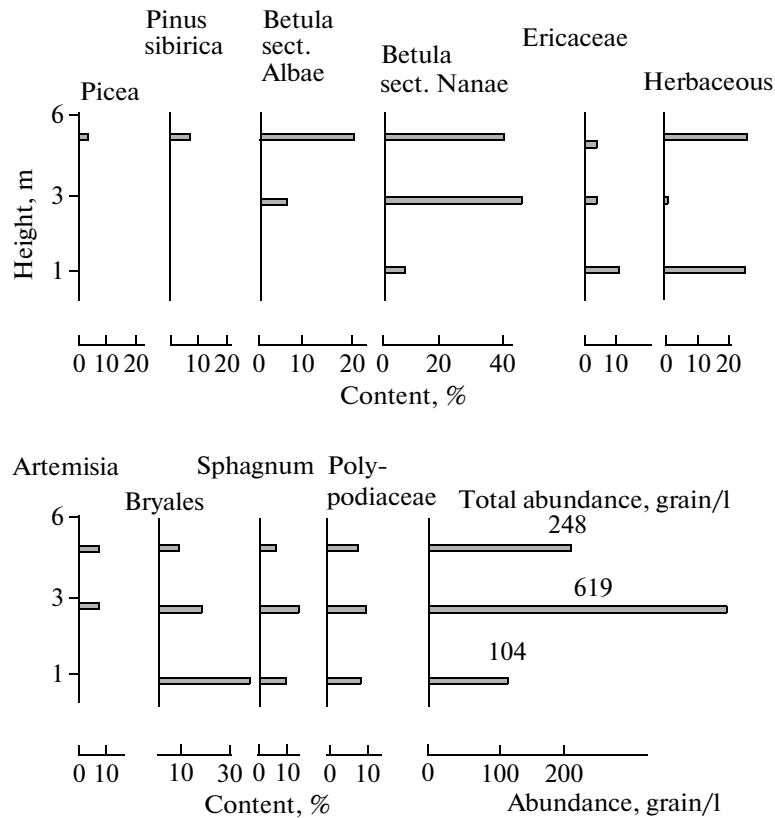 Pinus
sibirica
Betula
sect.
Albae
Betula
sect. Nanae
Ericaceae
Picea
Herbaceous
Height, m
6
3
1
0 10 20
10 20
0 10 20
0 20 40
0 10
0 10 20
Content, %
Artemisia
Bryales
Sphagnum
Poly-
podiaceae
Total abundance, grain/l
248
619
104
6
3
1
0 10
10 30
0 10
0 10
0 100 200
Content, %
Abundance, grain/l